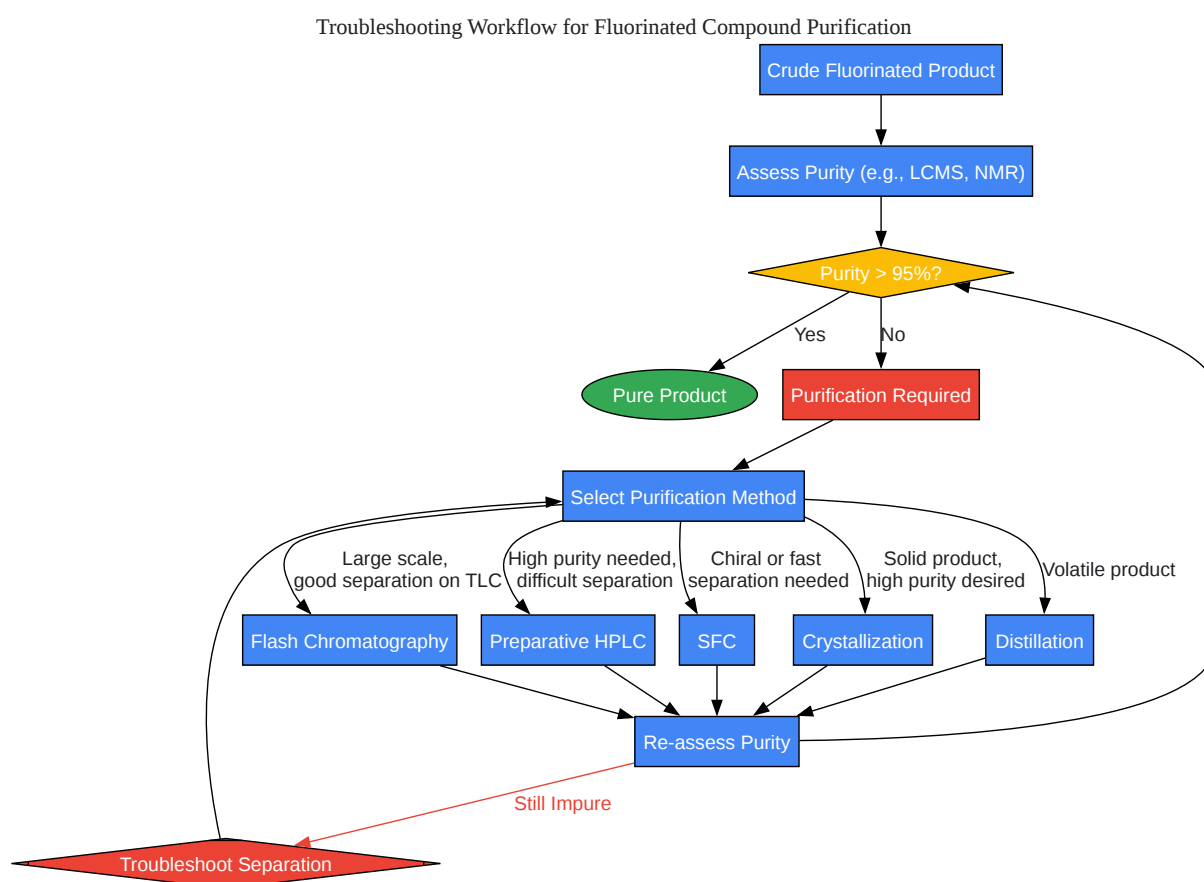 Troubleshooting Workflow for Fluorinated Compound Purification
Crude Fluorinated Product
Assess Purity (e.g., LCMS, NMR)
Purity > 95%?
Yes
No
Pure Product
Purification Required
Select Purification Method
Large scale,
good separation on TLC
High purity needed,
difficult separation
Chiral or fast
separation needed
Solid product,
high purity desired
Volatile product
Flash Chromatography
Preparative HPLC
SFC
Crystallization
Distillation
Re-assess Purity
Still Impure
Troubleshoot Separation